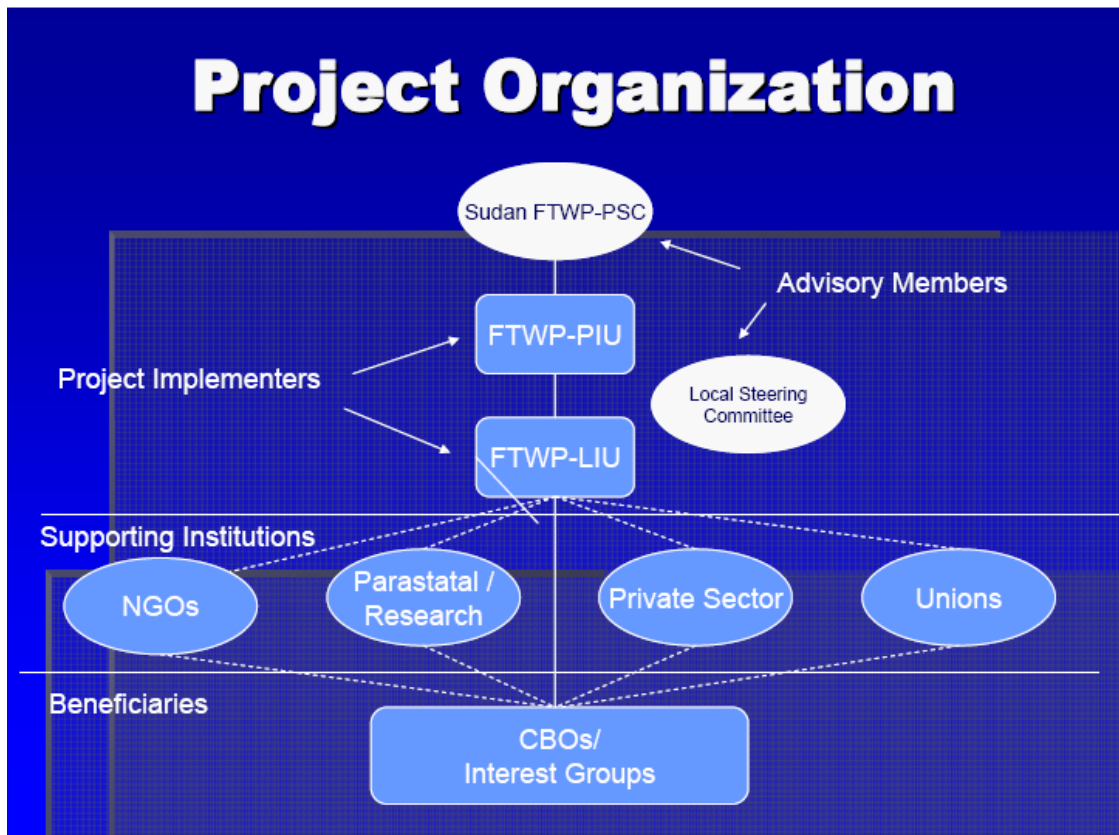 Project Organization
Sudan FTWP-PSC
Advisory Members
FTWP-PIU
Project Implementers
Local Steering
Committee
FTWP-LIU
Supporting Institutions
NGOs
Parastatal /
Research
Private Sector
Unions
Beneficiaries
CBOs/
Interest Groups